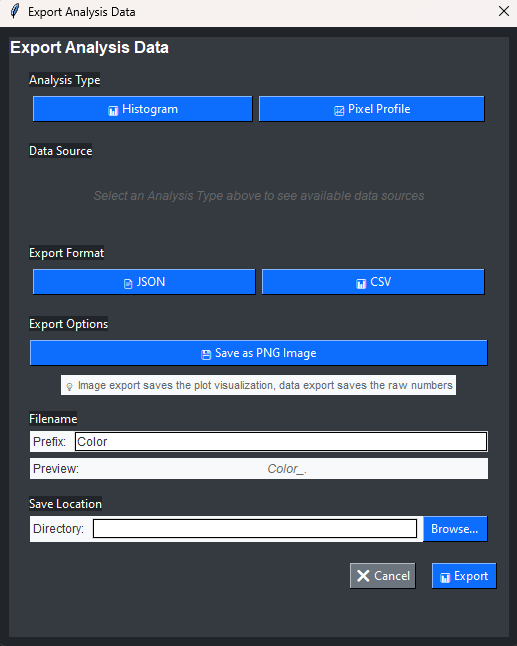 Export Analysis Data
Export Analysis Data
Analysis Type
Histogram
Pixel Profile
Data Source
Select an Analysis Type above to see available data sources
Export Format
JSON
CSV
Export Options
Save as PNG Image
Image export saves the plot visualization, data export saves the raw numbers
Filename
Prefix: Color
Preview: Color_.
Save Location
Directory:
Browse...
Cancel
Export